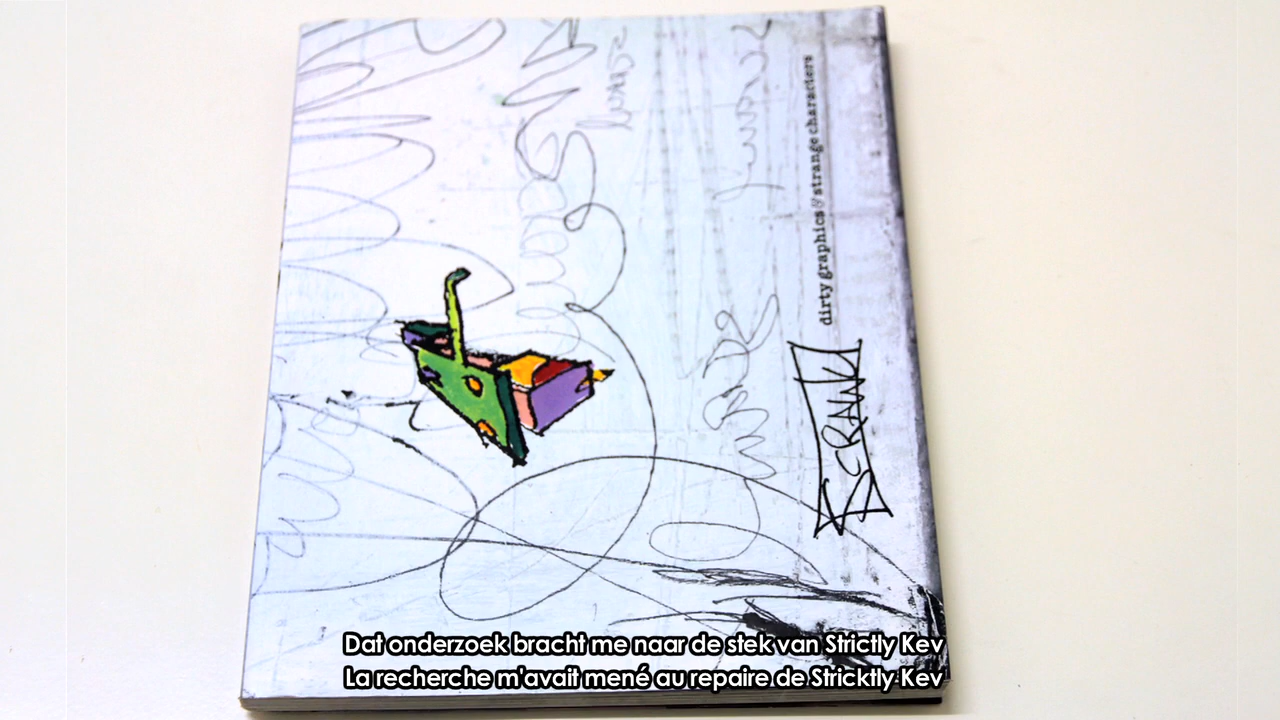 dirty graphics // strange characters
SCRAWL
Dat onderzoek bracht me naar de stek van Strictly Kev
La recherche m'avait mené au repaire de Stricktly Kev